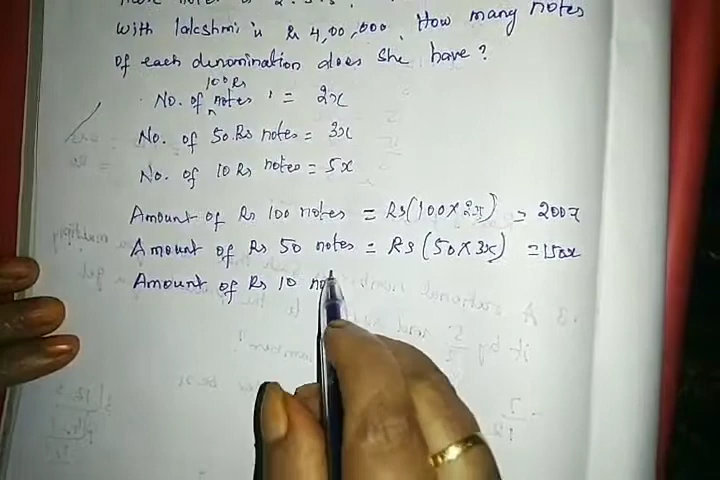 with lakshmi is Rs 4,00,000. How many notes
of each denomination does she have?
No. of 100 Rs notes = 2x
No. of 50 Rs notes = 3x
No. of 10 Rs notes = 5x
Amount of Rs 100 notes = Rs (100 × 2x) = 200x
Amount of Rs 50 notes = Rs (50 × 3x) = 150x
Amount of Rs 10 no